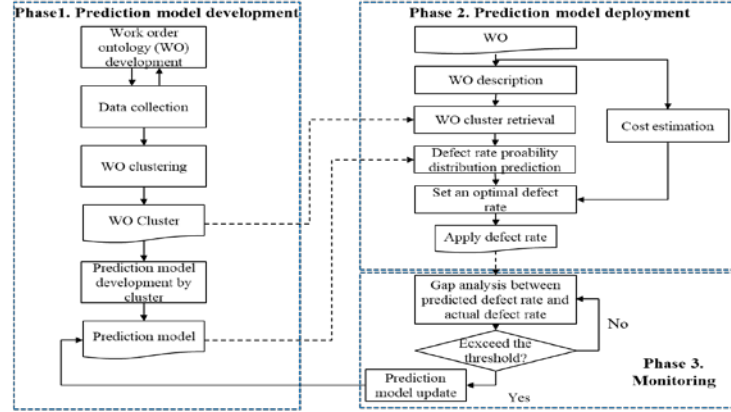 Phase1. Prediction model development
Work order
ontology (WO)
development
Data collection
WO clustering
WO Cluster
Prediction model
development by
cluster
Prediction model
Phase 2. Prediction model deployment
WO
WO description
WO cluster retrieval
Cost estimation
Defect rate proability
distribution prediction
Set an optimal defect
rate
Apply defect rate
Gap analysis between
predicted defect rate and
actual defect rate
No
Ecxceed the
threshold?
Phase 3.
Monitoring
Prediction
model update
Yes